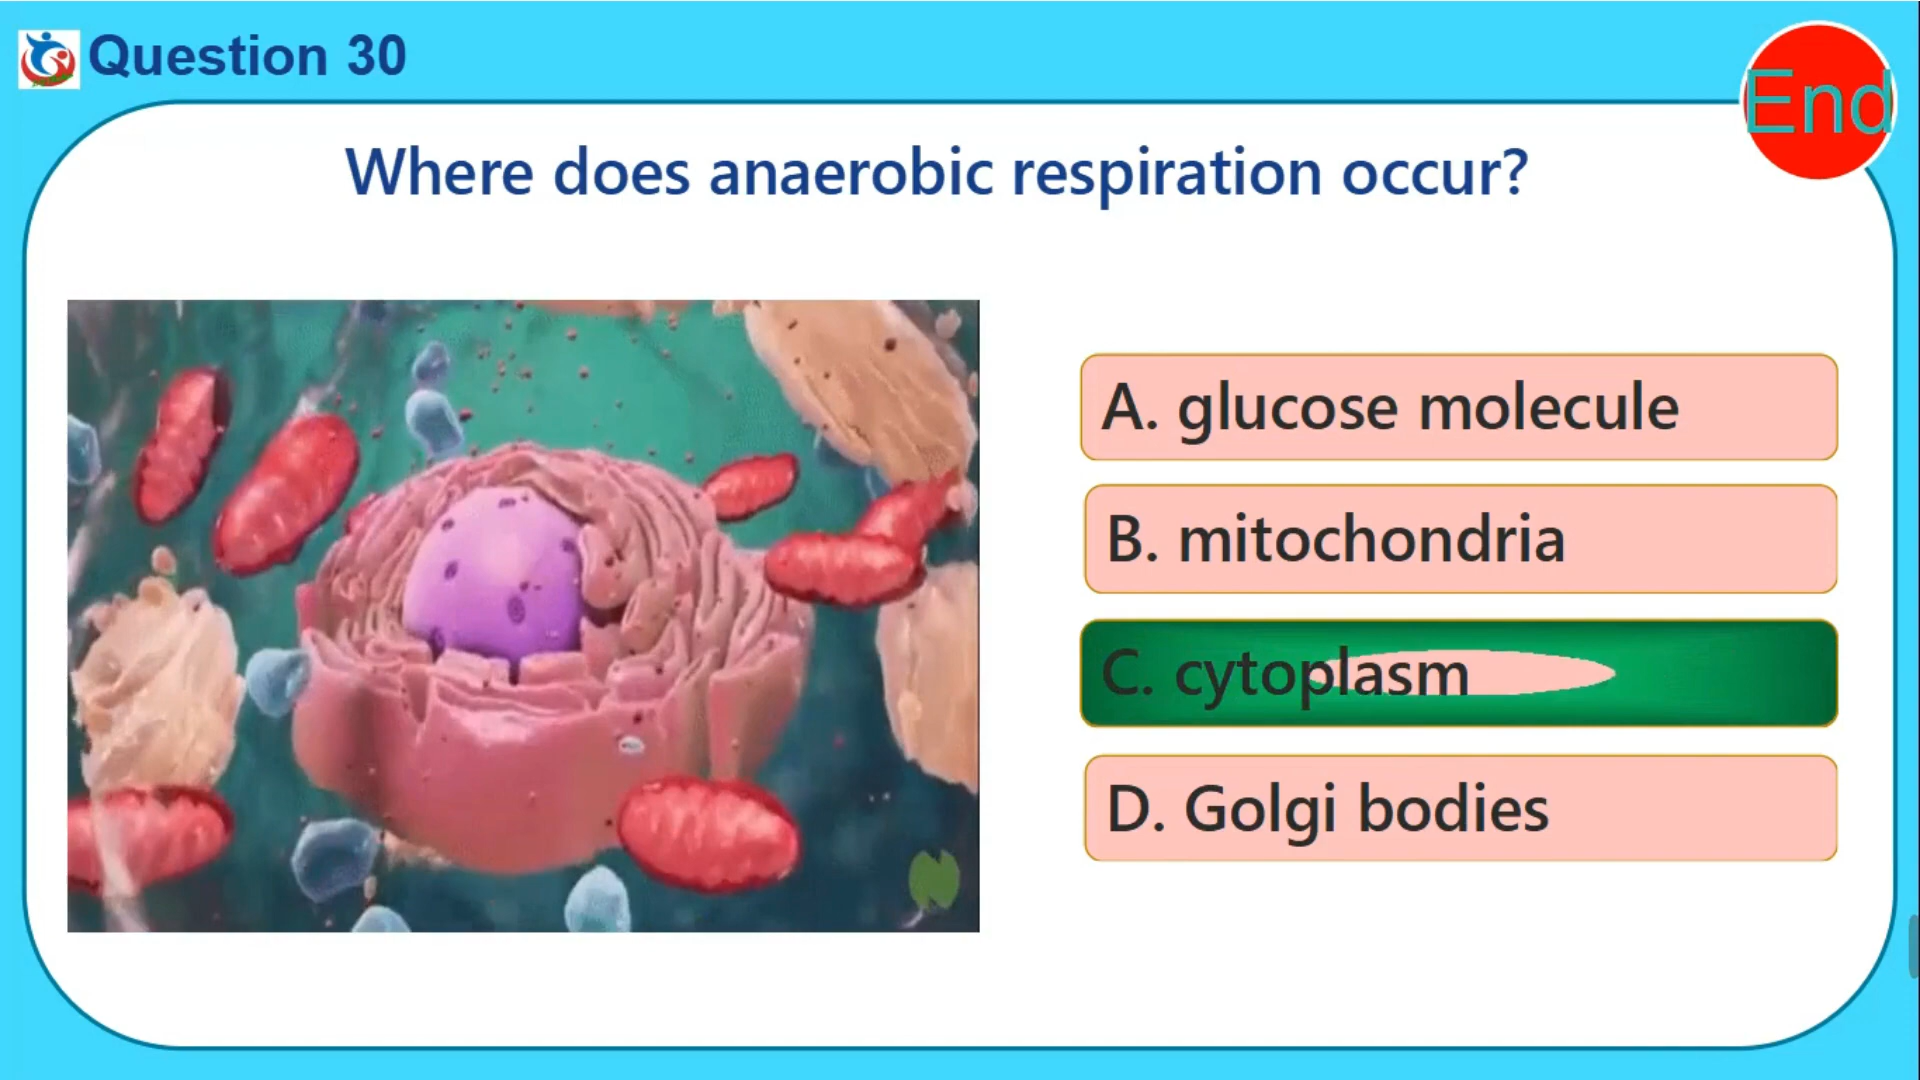 Question 30
End
Where does anaerobic respiration occur?
A. glucose molecule
B. mitochondria
C. cytoplasm
D. Golgi bodies
N